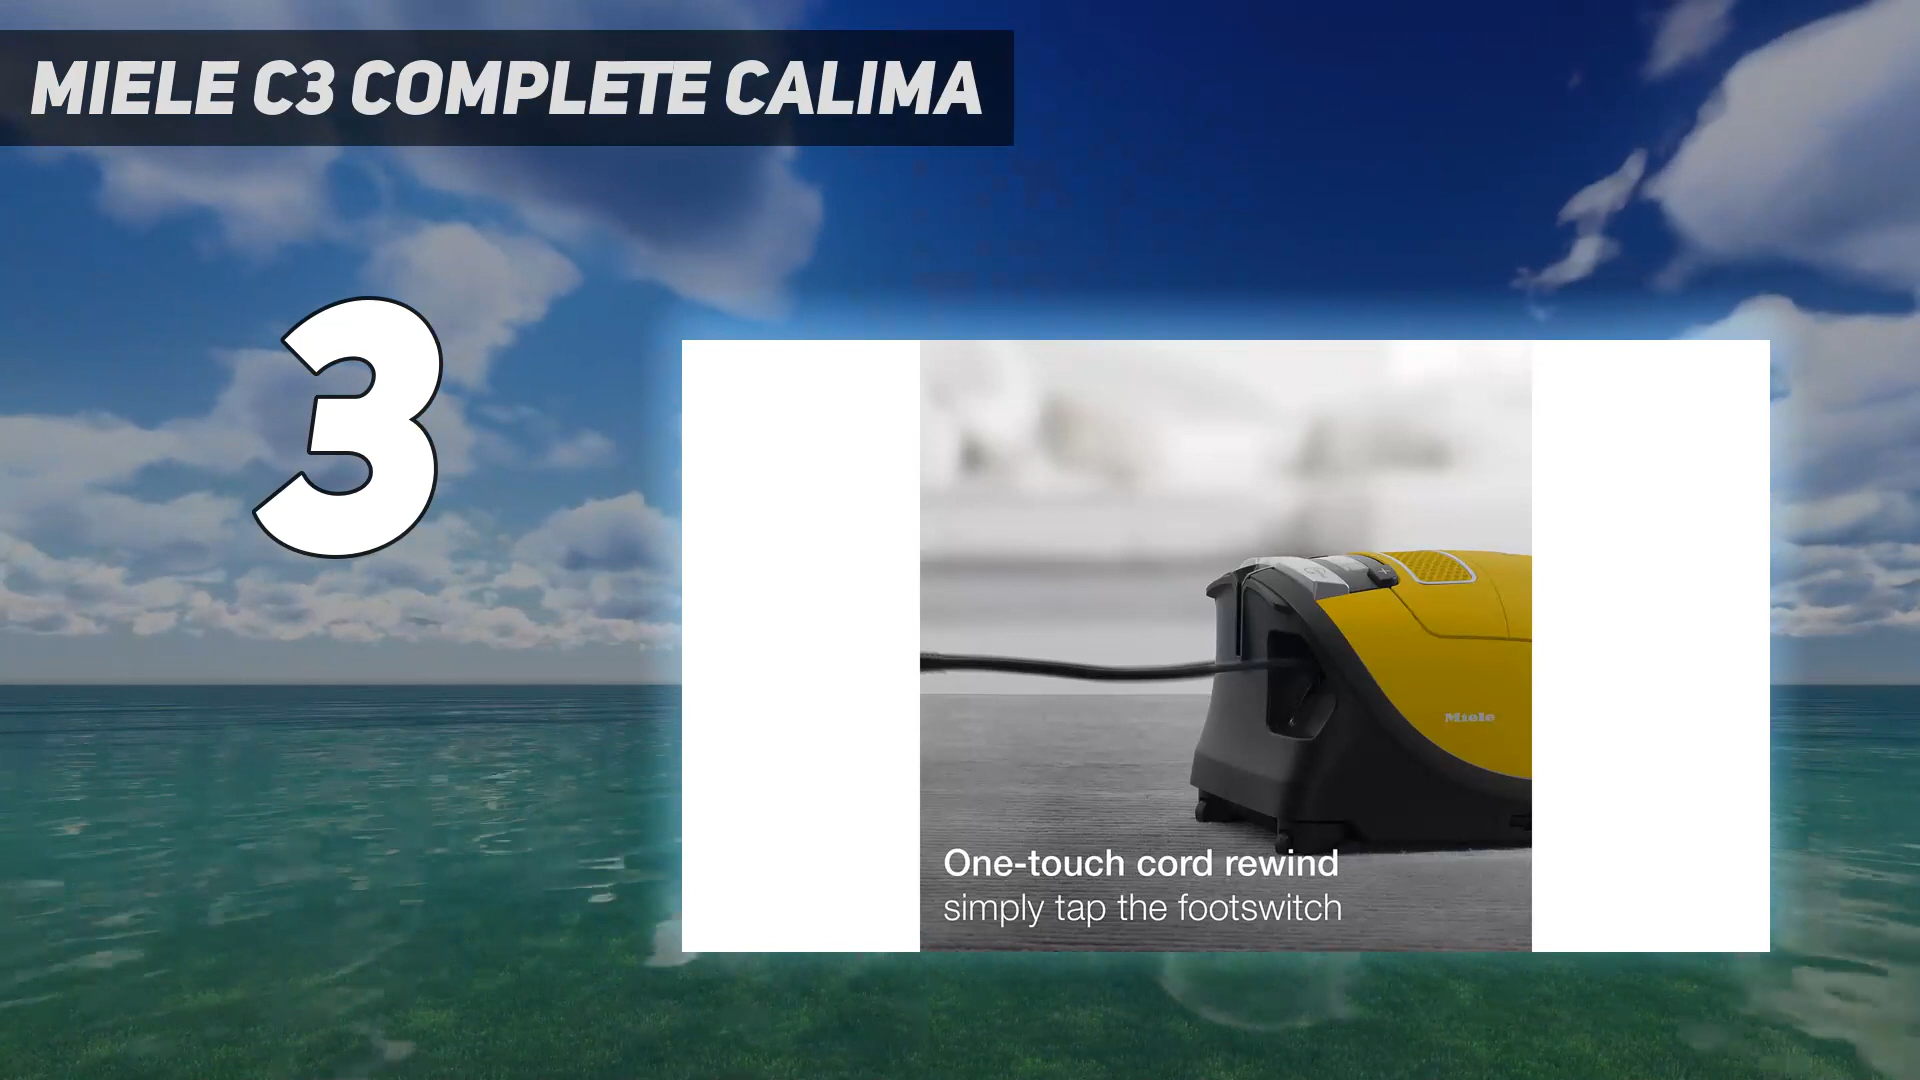 MIELE C3 COMPLETE CALIMA
3
Miele
One-touch cord rewind
simply tap the footswitch